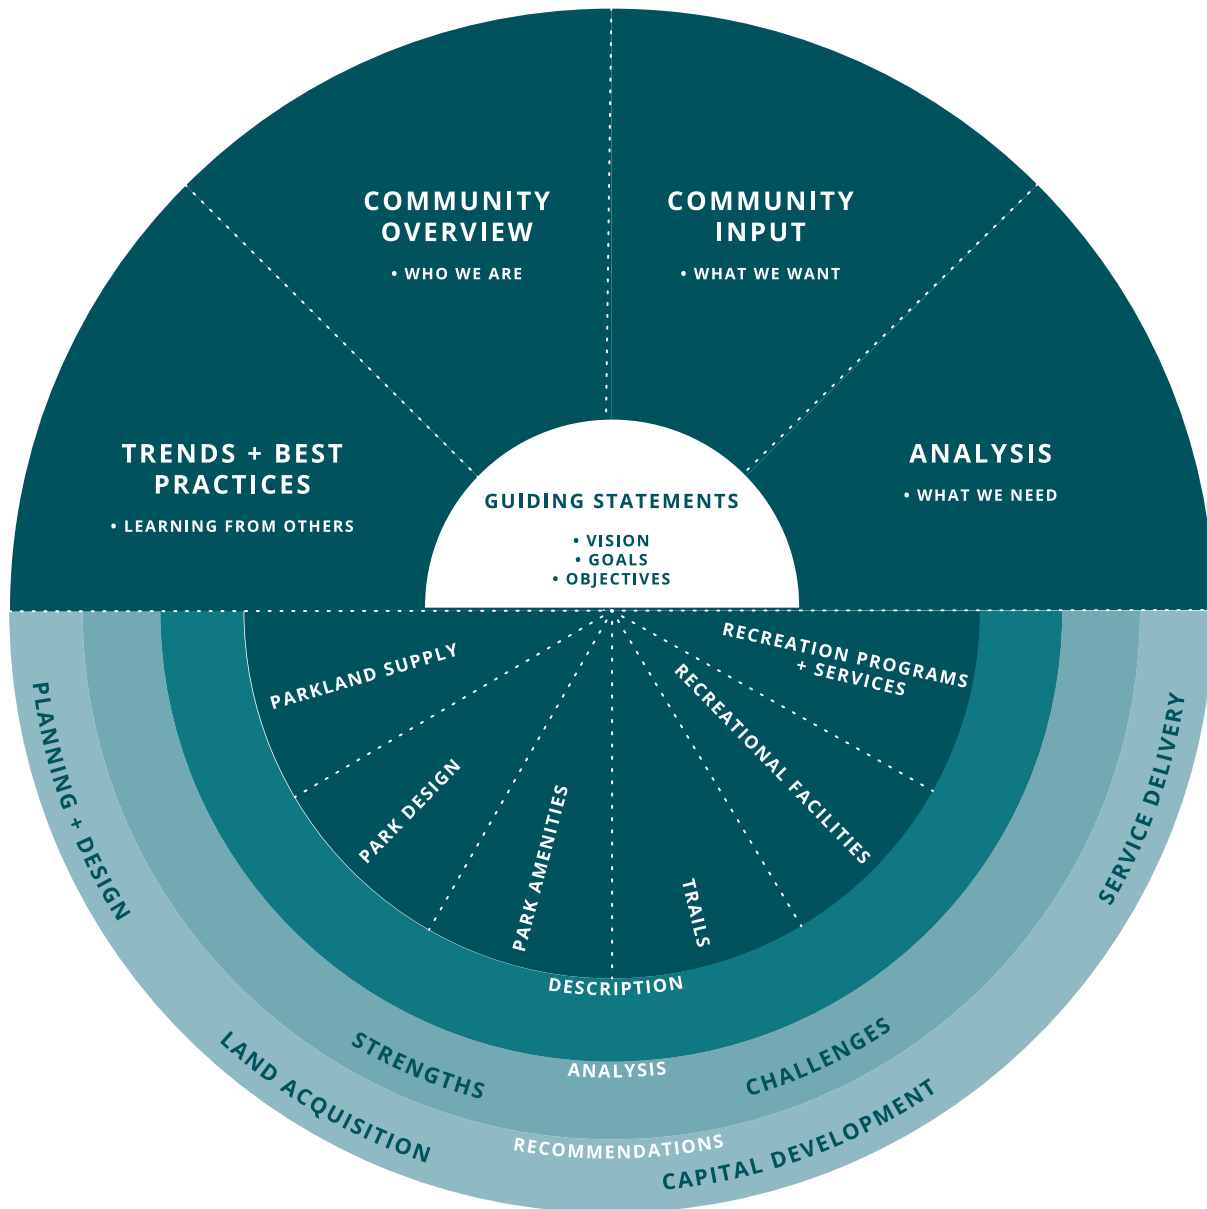 COMMUNITY
OVERVIEW
• WHO WE ARE
COMMUNITY
INPUT
• WHAT WE WANT
TRENDS + BEST
PRACTICES
• LEARNING FROM OTHERS
ANALYSIS
• WHAT WE NEED
GUIDING STATEMENTS
• VISION
• GOALS
• OBJECTIVES
PARKLAND SUPPLY
PARK DESIGN
PARK AMENITIES
TRAILS
RECREATIONAL FACILITIES
RECREATION PROGRAMS
+ SERVICES
DESCRIPTION
STRENGTHS
ANALYSIS
CHALLENGES
PLANNING + DESIGN
LAND ACQUISITION
RECOMMENDATIONS
CAPITAL DEVELOPMENT
SERVICE DELIVERY